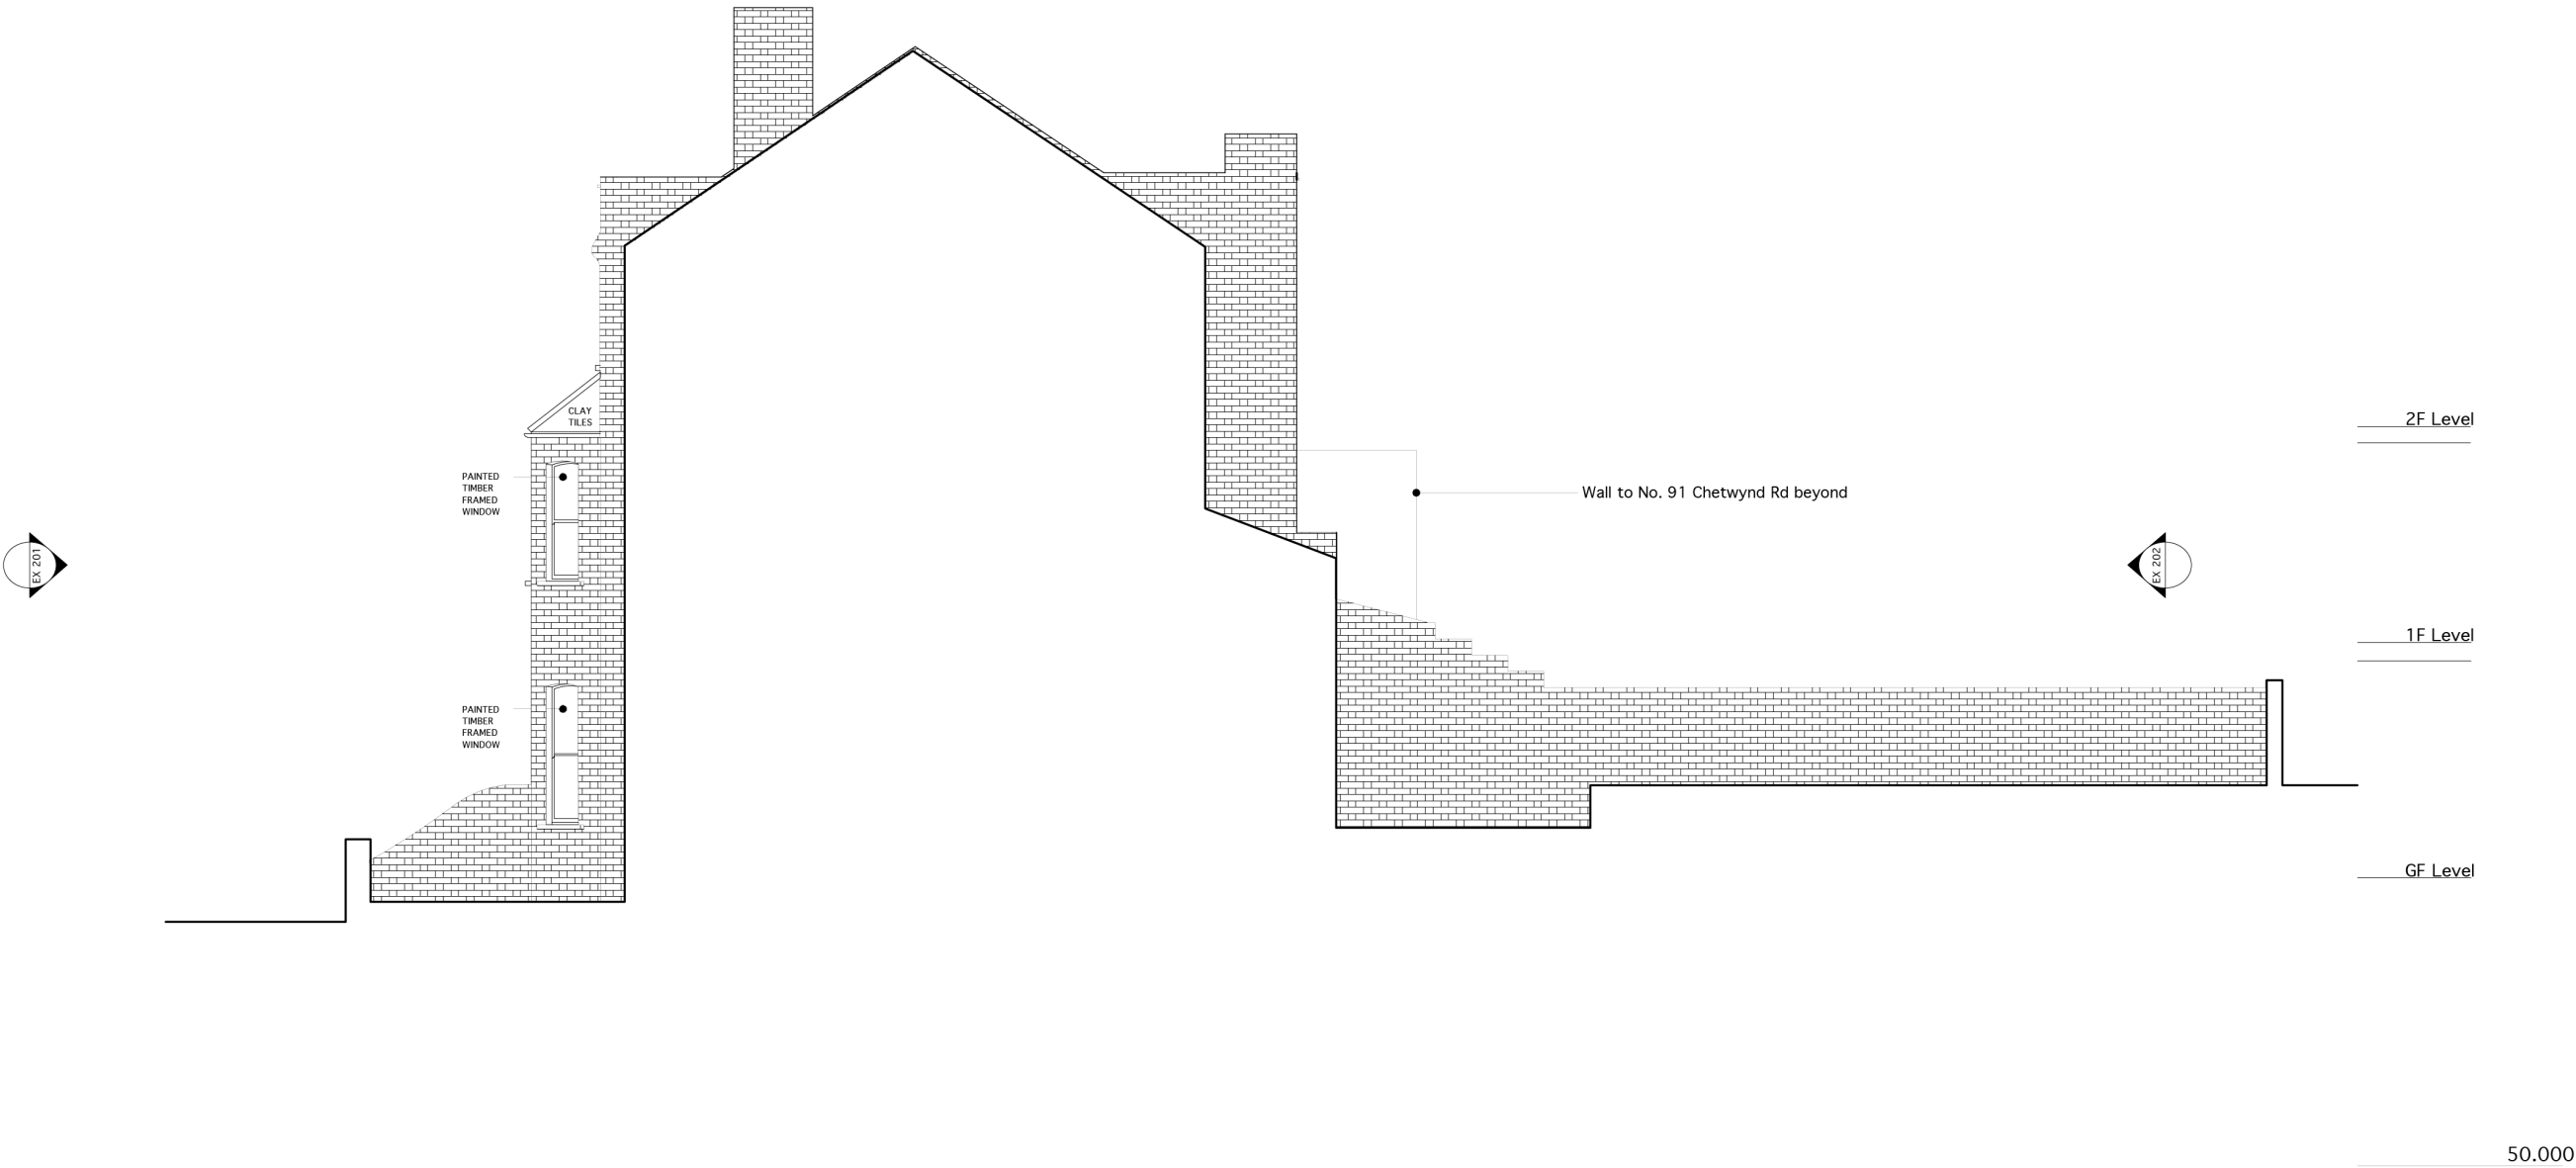 CLAY
TILES
2F Level
PAINTED
TIMBER
FRAMED
WINDOW
Wall to No. 91 Chetwynd Rd beyond
EX 201
EX 202
1F Level
PAINTED
TIMBER
FRAMED
WINDOW
GF Level
50.000